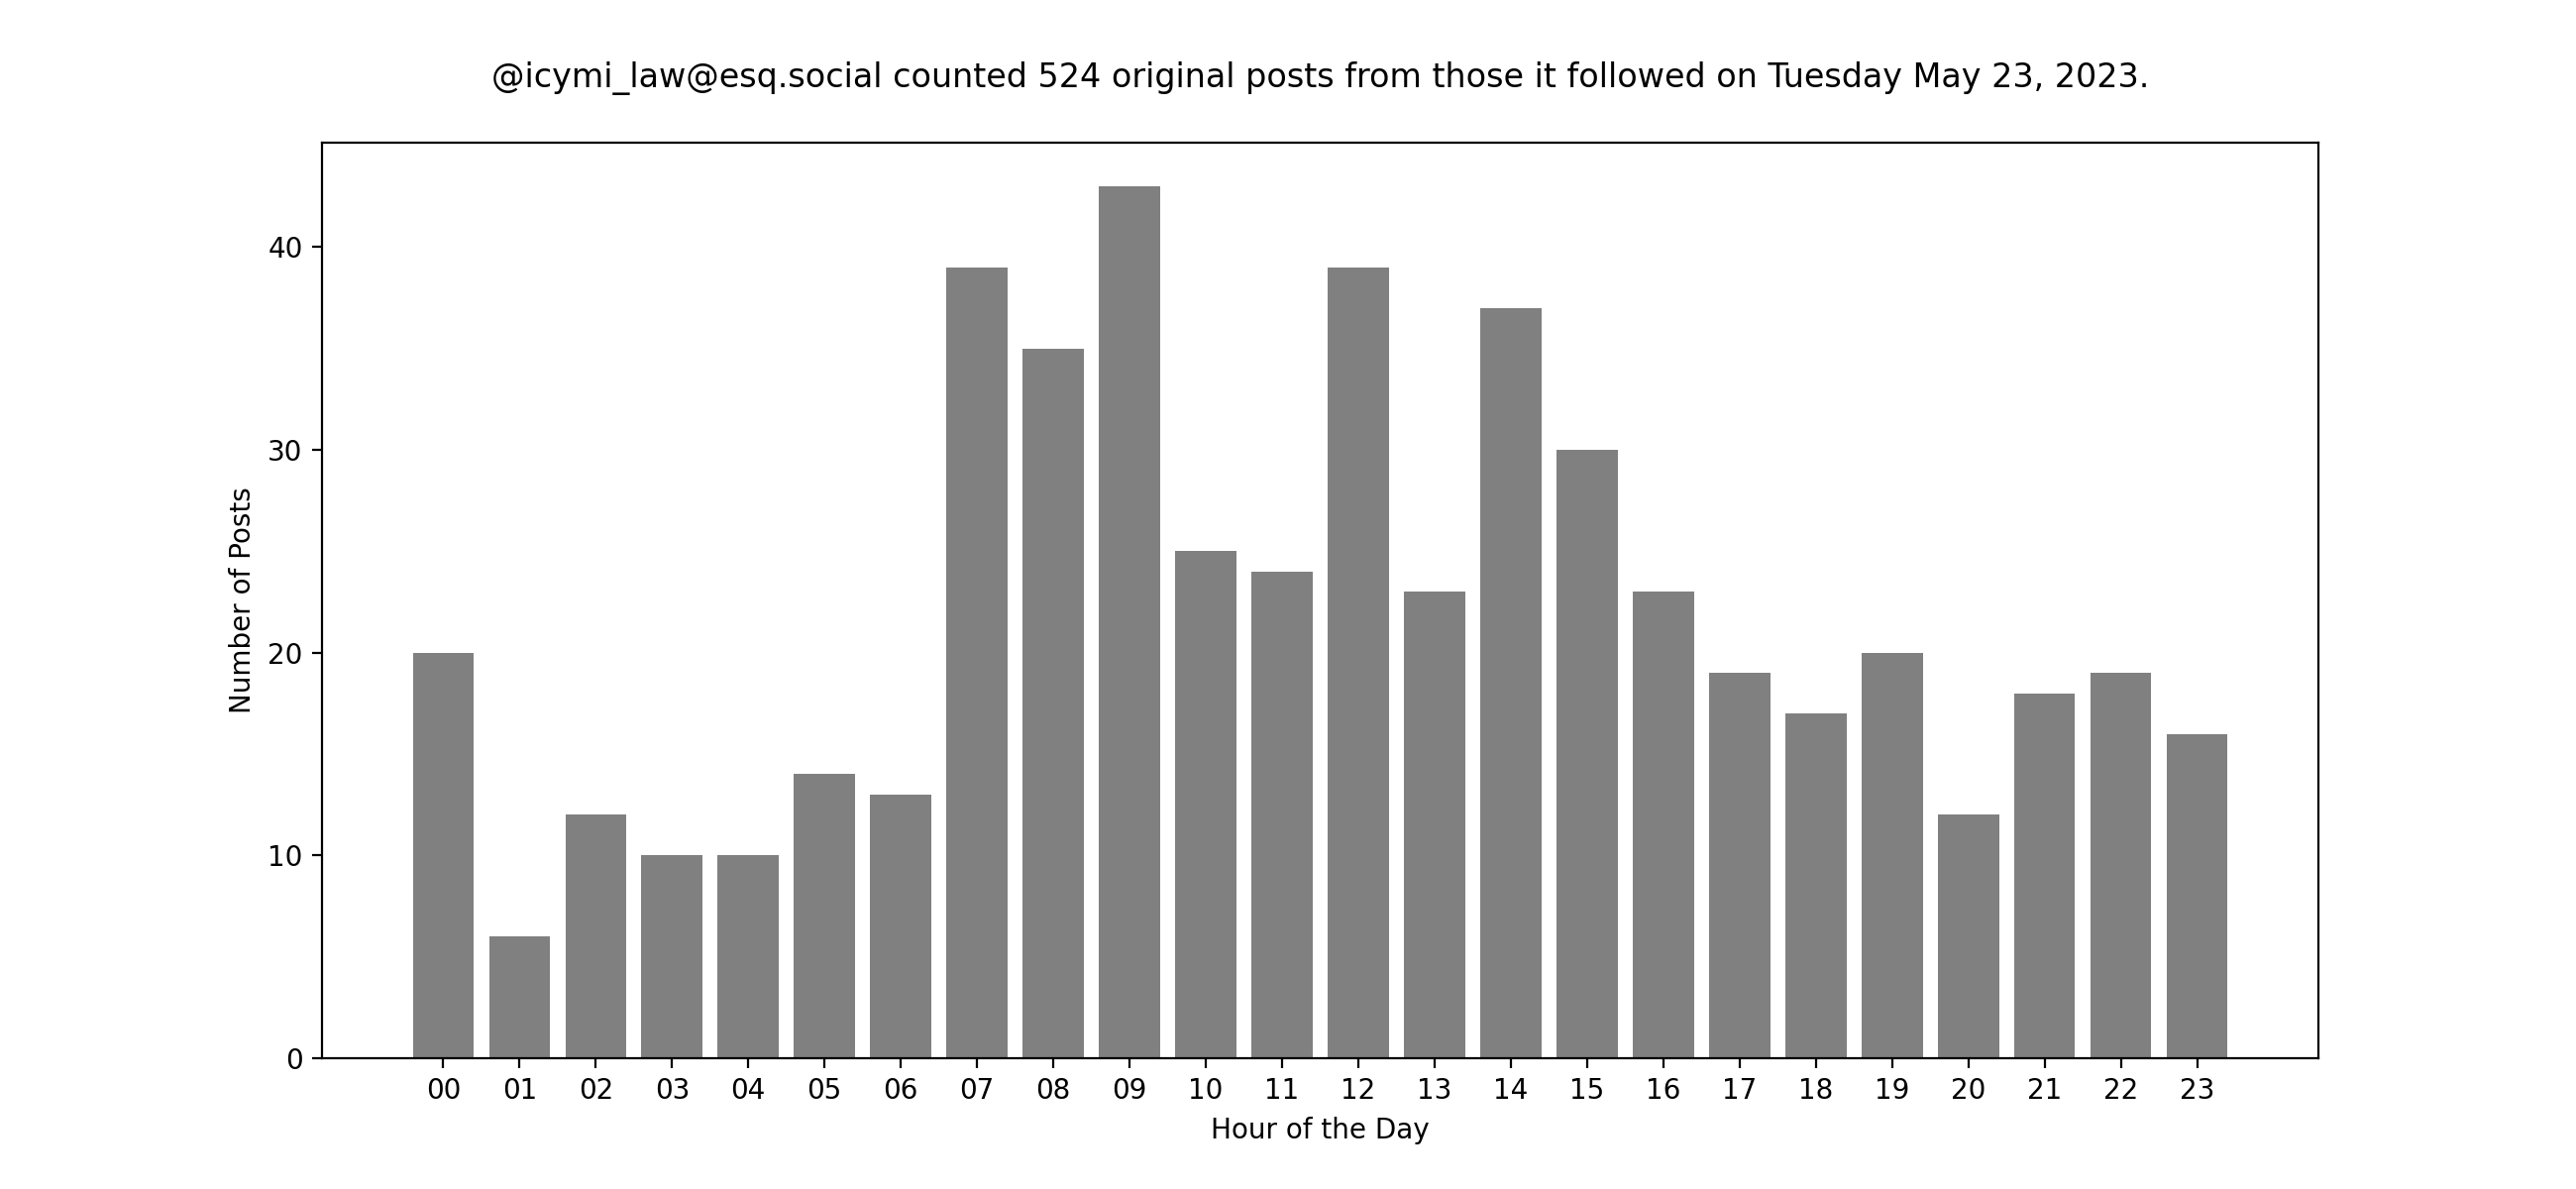 @icymi_law@esq.social counted 524 original posts from those it followed on Tuesday May 23, 2023.
40
30
20
10
0
Number of Posts
00 01 02 03 04 05 06 07 08 09 10 11 12 13 14 15 16 17 18 19 20 21 22 23
Hour of the Day